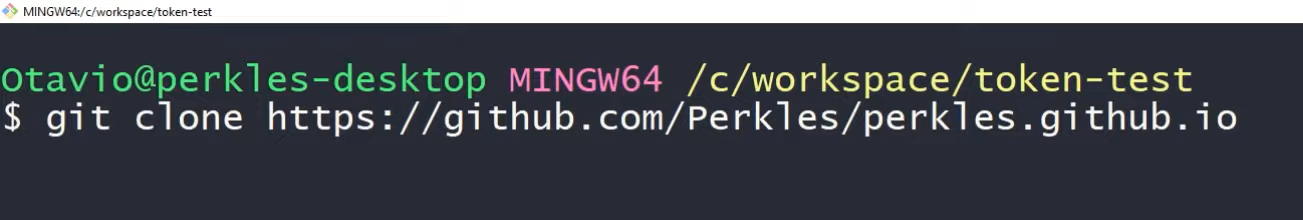 MINGW64:/c/workspace/token-test
Otavio@perkles-desktop MINGW64 /c/workspace/token-test
$ git clone https://github.com/Perkles/perkles.github.io